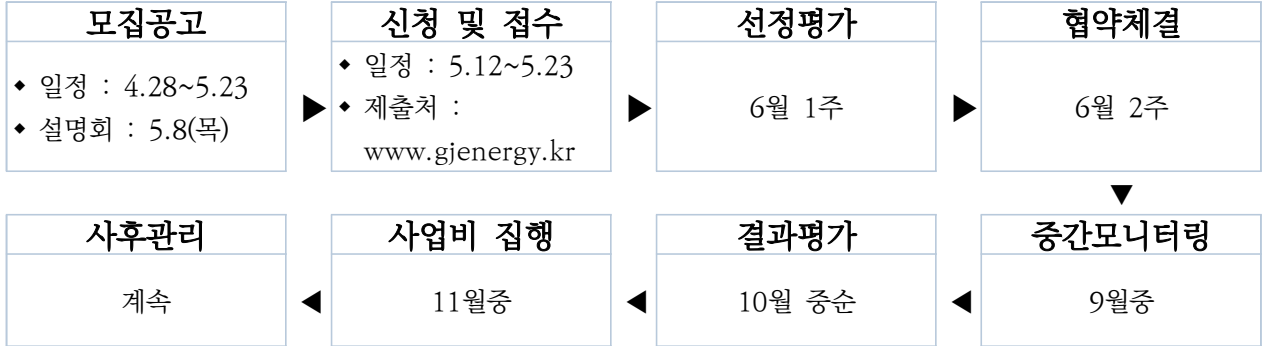 모집공고
◆ 일정 : 4.28~5.23
◆ 설명회 : 5.8(목)
신청 및 접수
◆ 일정 : 5.12~5.23
◆ 제출처 :
www.gjenergy.kr
선정평가
6월 1주
협약체결
6월 2주
중간모니터링
9월중
결과평가
10월 중순
사업비 집행
11월중
사후관리
계속